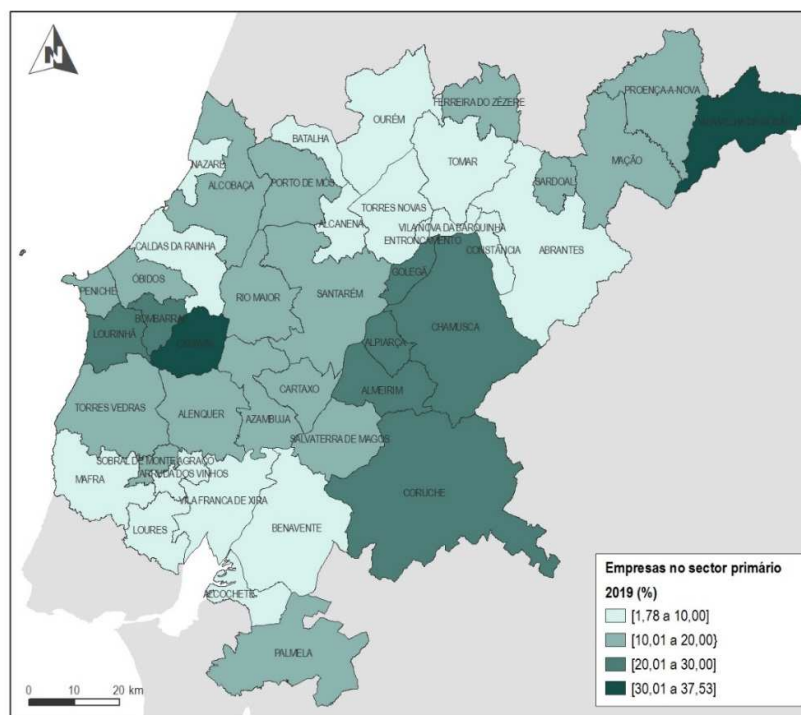 N
PROENÇA-A-NOVA
FERREIRA DO ZÊZERE
OURÉM
BATALHA
TOMAR
MAÇÃO
NAZARÉ
SARDOAL
ALCOBAÇA
PORTO DE MÓS
TORRES NOVAS
ALCANENA
VILA NOVA DA BARQUINHA
ENTRONCAMENTO
CALDAS DA RAINHA
CONSTÂNCIA
ABRANTES
GOLEGÃ
ÓBIDOS
PENICHE
RIO MAIOR
SANTARÉM
CHAMUSCA
BOMBARRAL
LOURINHÃ
ALPIARÇA
CARTAXO
ALMEIRIM
TORRES VEDRAS
ALENQUER
AZAMBUJA
SALVATERRA DE MAGOS
SOBRAL DE MONTE AGRAÇO
ARRUDA DOS VINHOS
MAFRA
CORUCHE
VILA FRANCA DE XIRA
LOURES
BENAVENTE
ALCOCHETE
PALMELA
Empresas no sector primário
2019 (%)
[1,78 a 10,00]
[10,01 a 20,00}
[20,01 a 30,00]
[30,01 a 37,53]
0 10 20 km